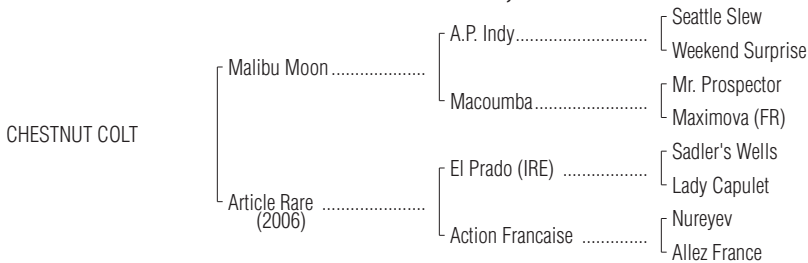 Seattle Slew
A.P. Indy....................................
Weekend Surprise
Malibu Moon .....................
Mr. Prospector
Macoumba...............................
Maximova (FR)
CHESTNUT COLT
Sadler's Wells
El Prado (IRE) ....................
Lady Capulet
Article Rare .........................
(2006)
Nureyev
Action Francaise ................
Allez France